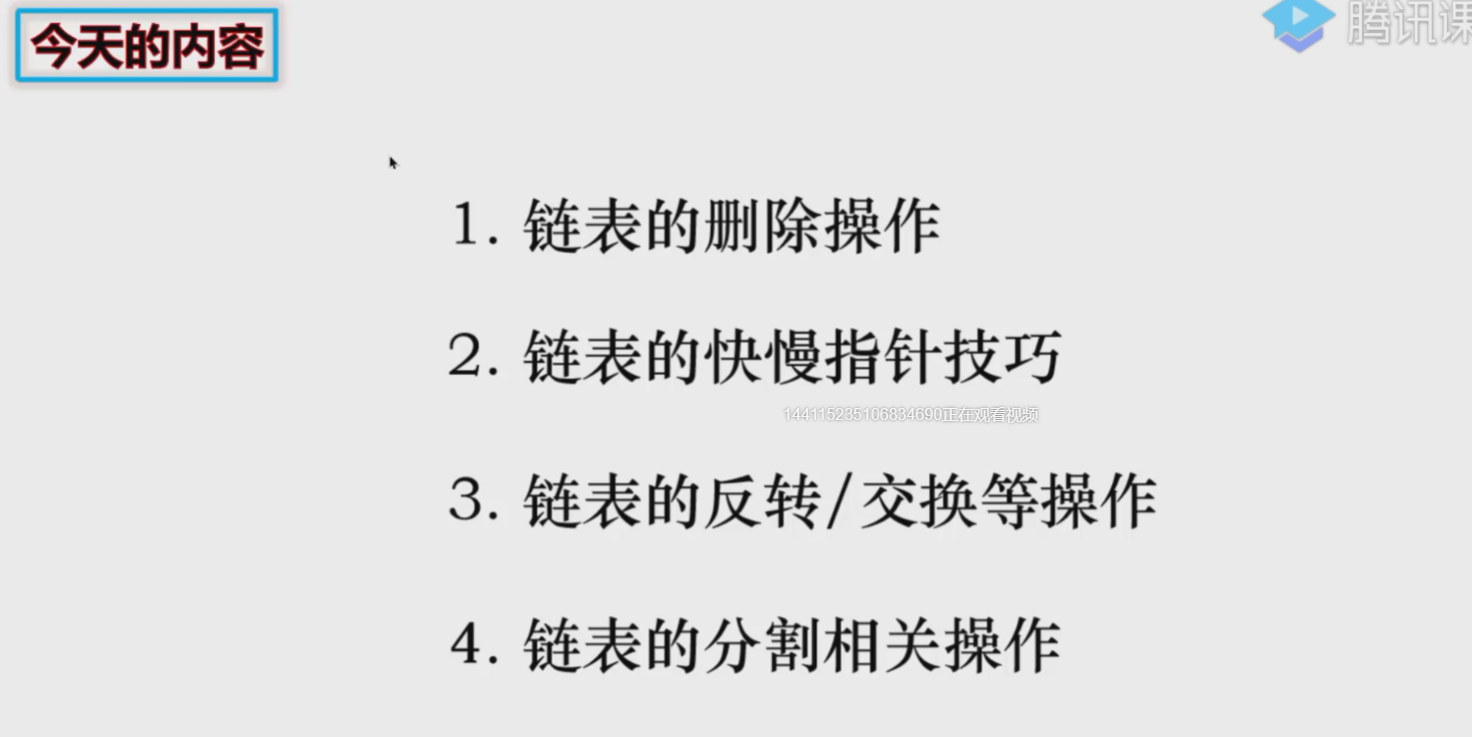 今天的内容
腾讯课
1. 链表的删除操作
2. 链表的快慢指针技巧
144115235106834690正在观看视频
3. 链表的反转/交换等操作
4. 链表的分割相关操作